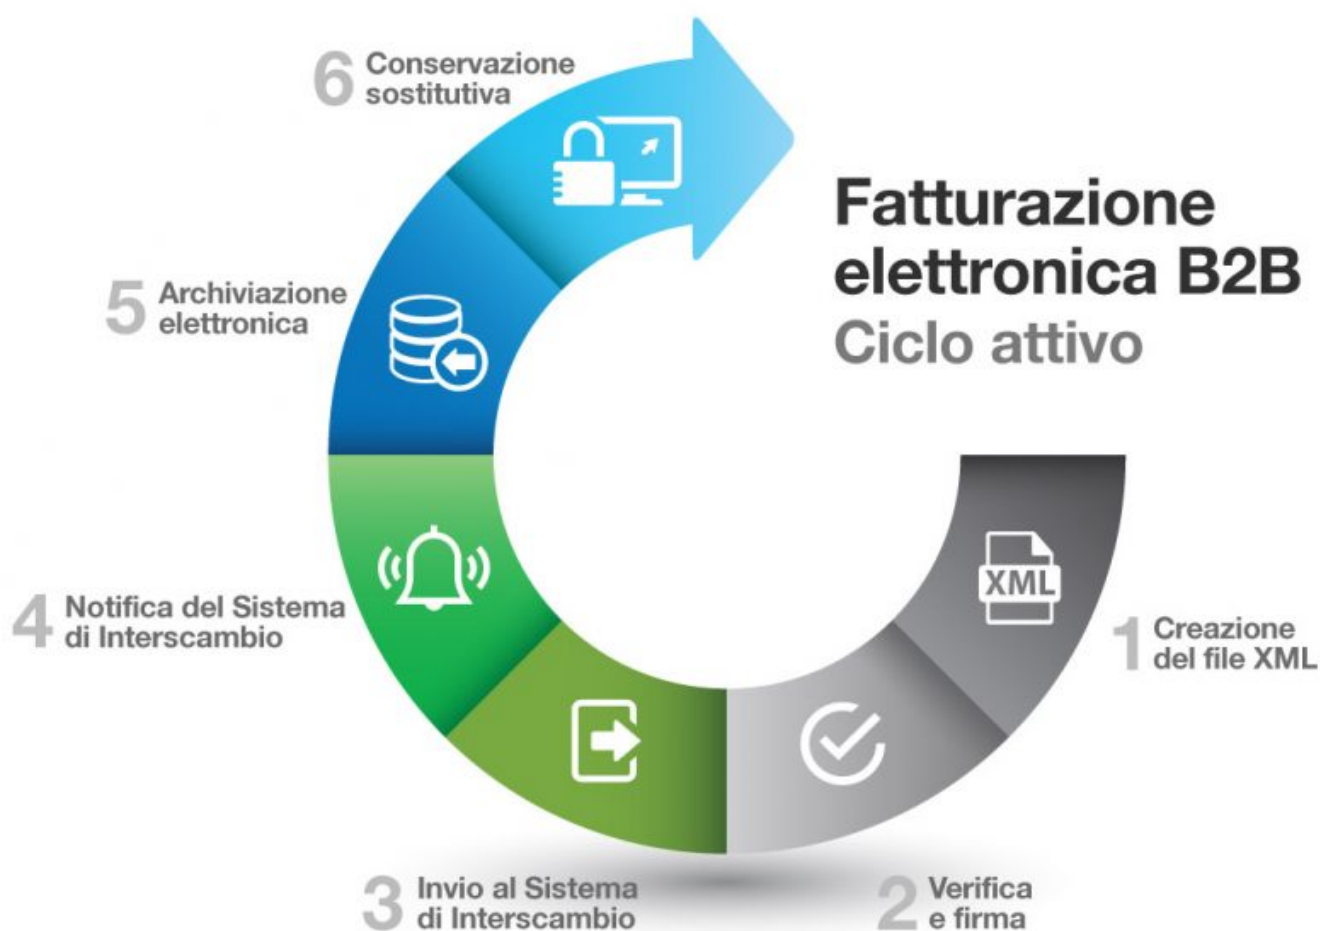 Fatturazione
elettronica B2B
Ciclo attivo
XML
1 Creazione
del file XML
2 Verifica
e firma
3 Invio al Sistema
di Interscambio
4 Notifica del Sistema
di Interscambio
5 Archiviazione
elettronica
6 Conservazione
sostitutiva